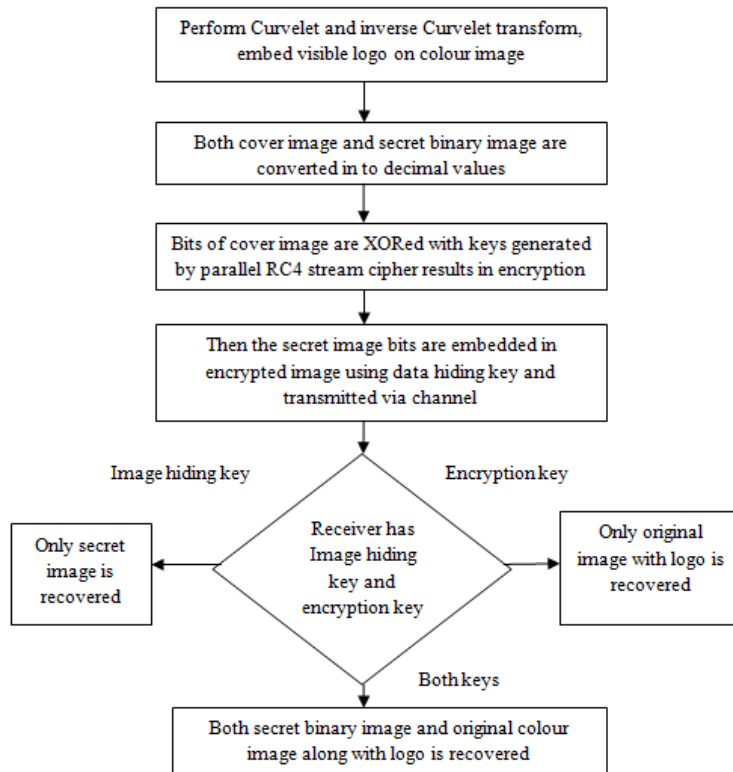 Perform Curvelet and inverse Curvelet transform,
embed visible logo on colour image
Both cover image and secret binary image are
converted in to decimal values
Bits of cover image are XORed with keys generated
by parallel RC4 stream cipher results in encryption
Then the secret image bits are embedded in
encrypted image using data hiding key and
transmitted via channel
Image hiding key
Encryption key
Only secret
image is
recovered
Receiver has
Image hiding
key and
encryption key
Only original
image with logo is
recovered
Both keys
Both secret binary image and original colour
image along with logo is recovered